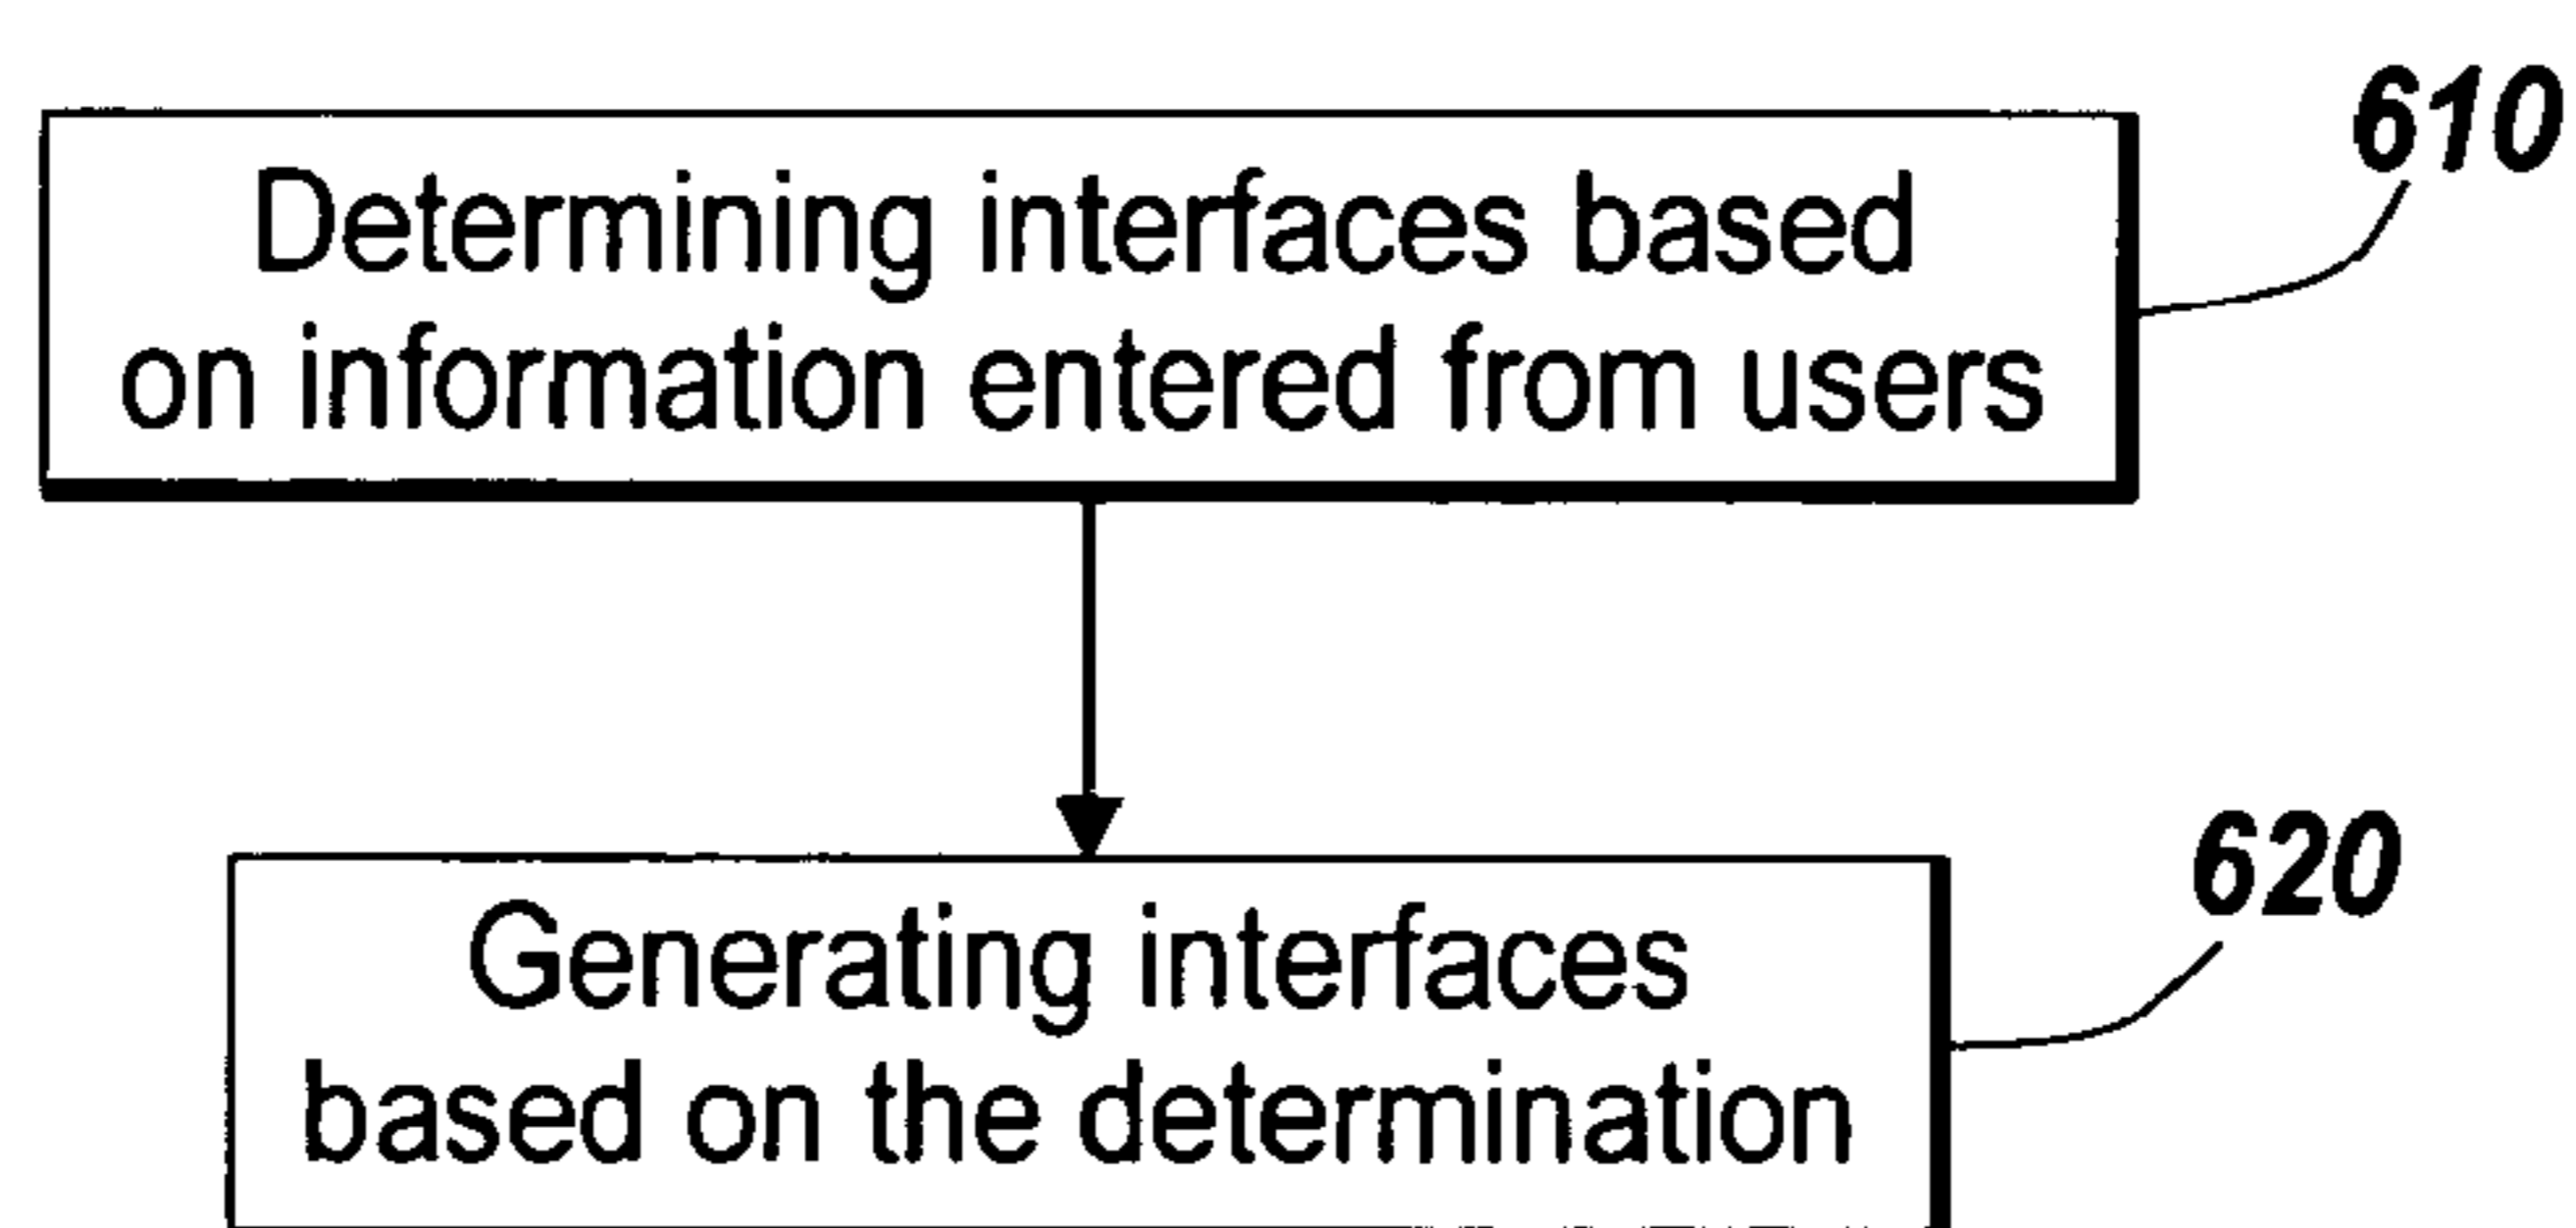 610
Determining interfaces based
on information entered from users
620
Generating interfaces
based on the determination